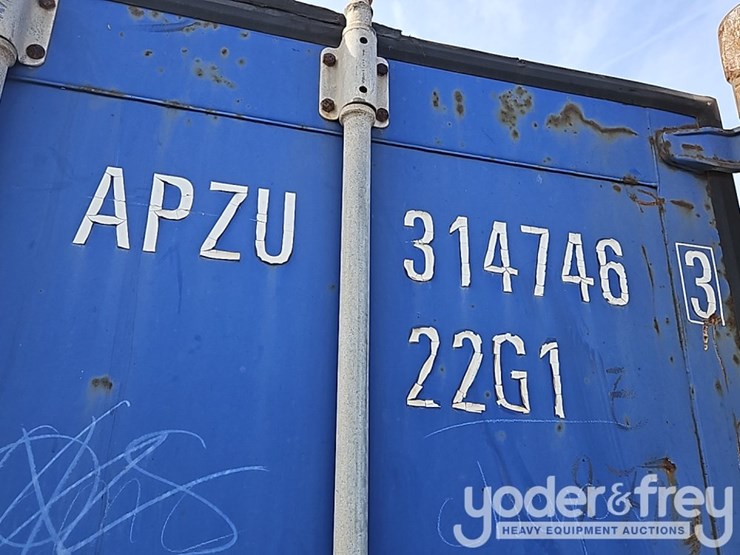 APZU 314746 3
22G1
yoder&frey
HEAVY EQUIPMENT AUCTIONS